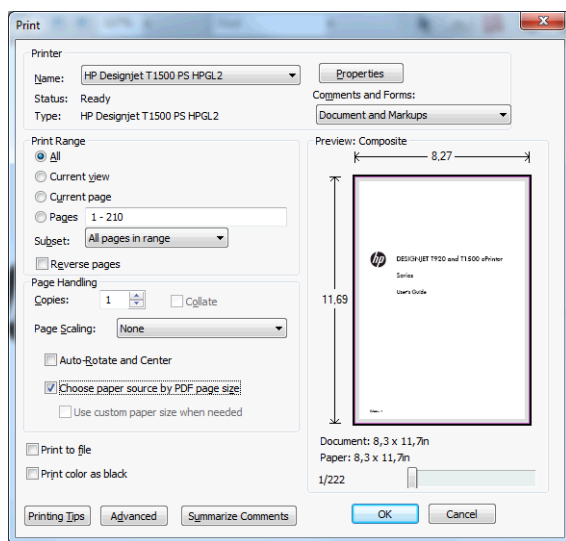 Print
Printer
Name: HP Designjet T1500 PS HPGL2 Properties
Status: Ready Comments and Forms:
Type: HP Designjet T1500 PS HPGL2 Document and Markups
Print Range
All
Current view
Current page
Pages 1 - 210
Subset: All pages in range
Reverse pages
Page Handling
Copies: 1 Collate
Page Scaling: None
Auto-Rotate and Center
Choose paper source by PDF page size
Use custom paper size when needed
Print to file
Print color as black
Preview: Composite
8,27
11,69
hp DESIGNJET T920 and T1500 ePrinter
Series
User's Guide
Document: 8,3 x 11,7in
Paper: 8,3 x 11,7in
1/222
Printing Tips Advanced Summarize Comments OK Cancel